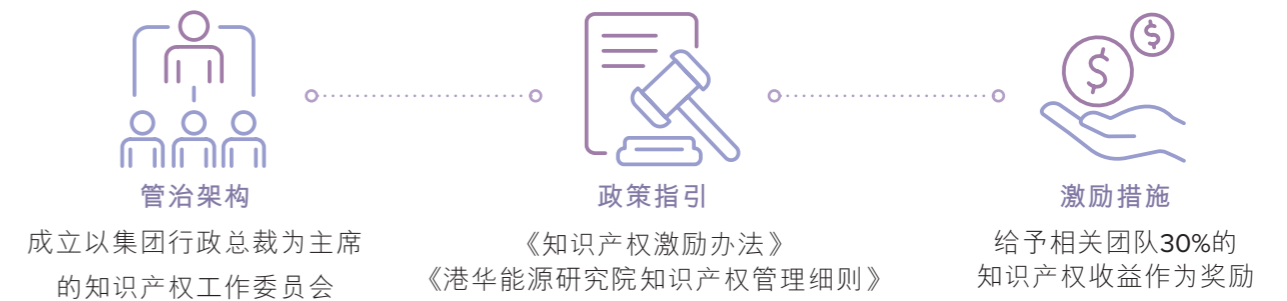 管治架构
成立以集团行政总裁为主席
的知识产权工作委员会
政策指引
《知识产权激励办法》
《港华能源研究院知识产权管理细则》
激励措施
给予相关团队30%的
知识产权收益作为奖励